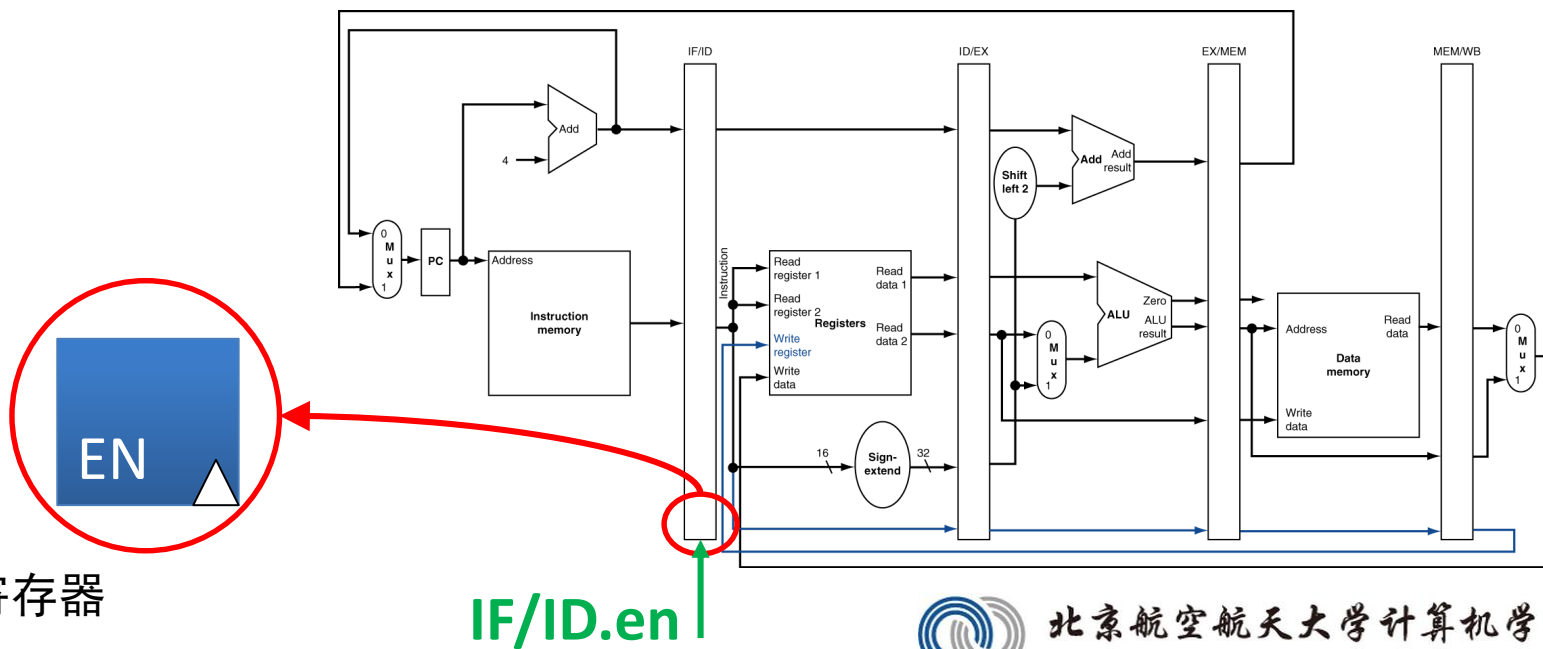 IF/ID
ID/EX
EX/MEM
MEM/WB
Add
4
Shift
left 2
Add
Add
result
0
M
u
x
1
PC
Address
Instruction
memory
Instruction
Read
register 1
Read
register 2
Write
register
Write
data
Registers
Read
data 1
Read
data 2
0
M
u
x
1
Zero
ALU
ALU
result
Address
Read
data
Data
memory
Write
data
0
M
u
x
1
16
Sign-
extend
32
EN
存器
IF/ID.en
北京航空航天大学计算机学